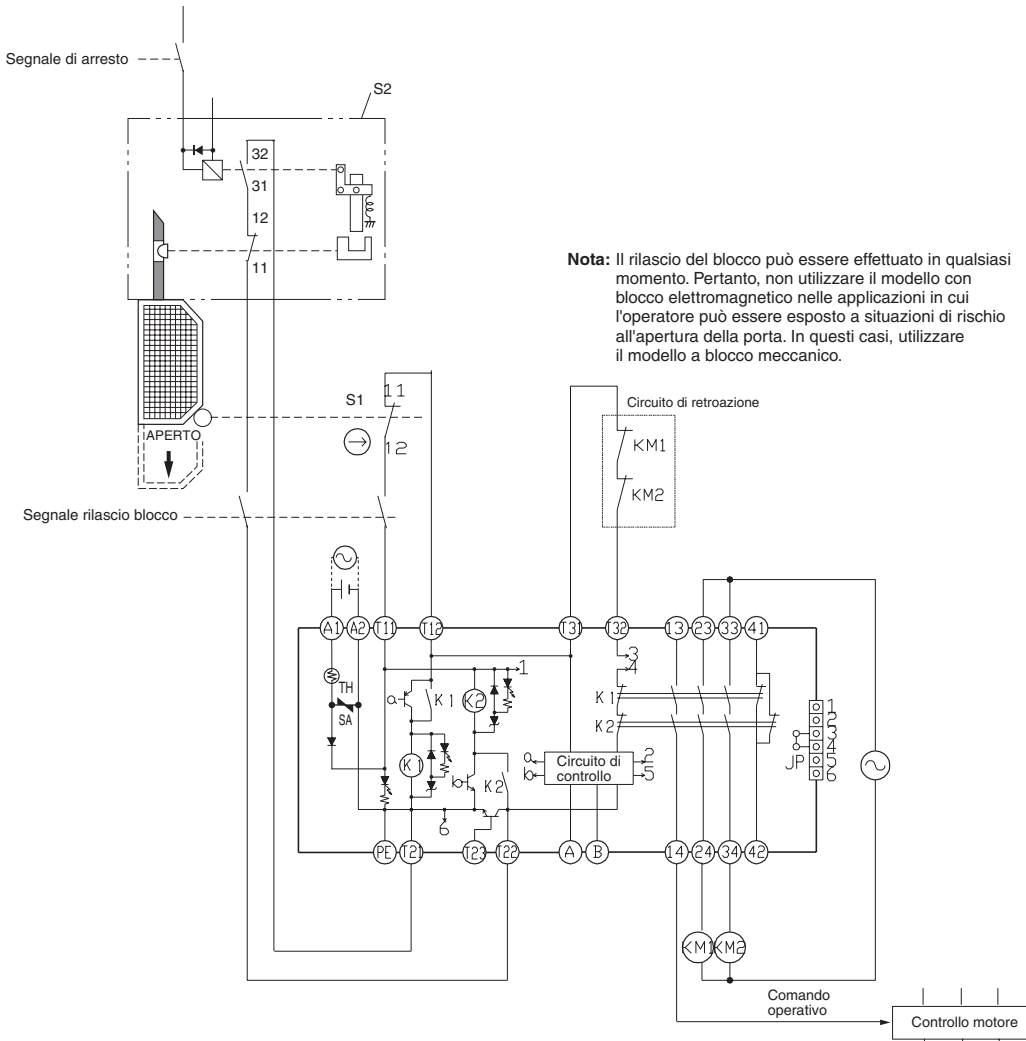 Segnale di arresto
S2
32
31
12
11
Nota: Il rilascio del blocco può essere effettuato in qualsiasi
momento. Pertanto, non utilizzare il modello con
blocco elettromagnetico nelle applicazioni in cui
l'operatore può essere esposto a situazioni di rischio
all'apertura della porta. In questi casi, utilizzare
il modello a blocco meccanico.
S1
11
12
APERTO
Circuito di retroazione
KM1
KM2
Segnale rilascio blocco
A1 A2 T11 T12 T31 T32 13 23 33 41
1
3
4
TH
SA
a
K1
K2
K1
K2
K1
b
K2
6
a
b
Circuito di
controllo
2
5
JP
1
2
3
4
5
6
PE T21 T23 T22 A B 14 24 34 42
KM1 KM2
Comando
operativo
Controllo motore